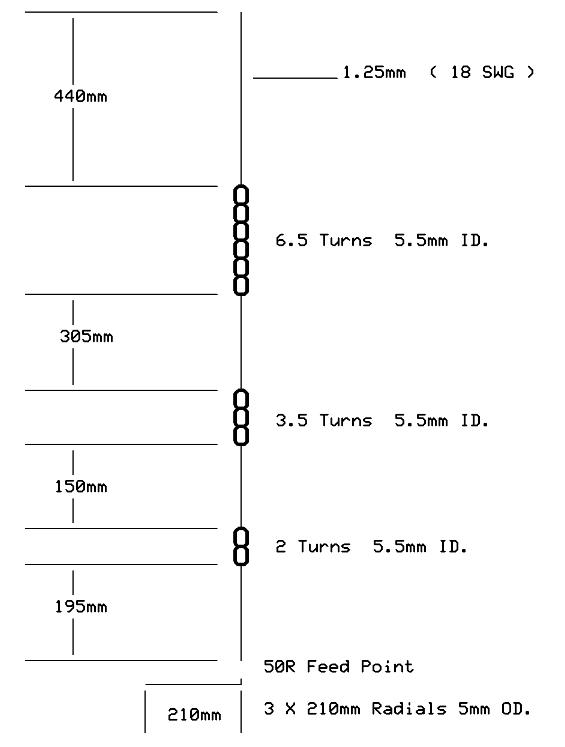 1.25mm ( 18 SWG )
440mm
6.5 Turns 5.5mm ID.
305mm
3.5 Turns 5.5mm ID.
150mm
2 Turns 5.5mm ID.
195mm
50R Feed Point
3 X 210mm Radials 5mm OD.
210mm